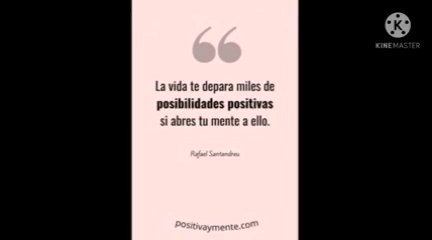 La vida te depara miles de
posibilidades positivas
si abres tu mente a ello.
Rafael Santandreu
positivaymente.com
KINEMASTER